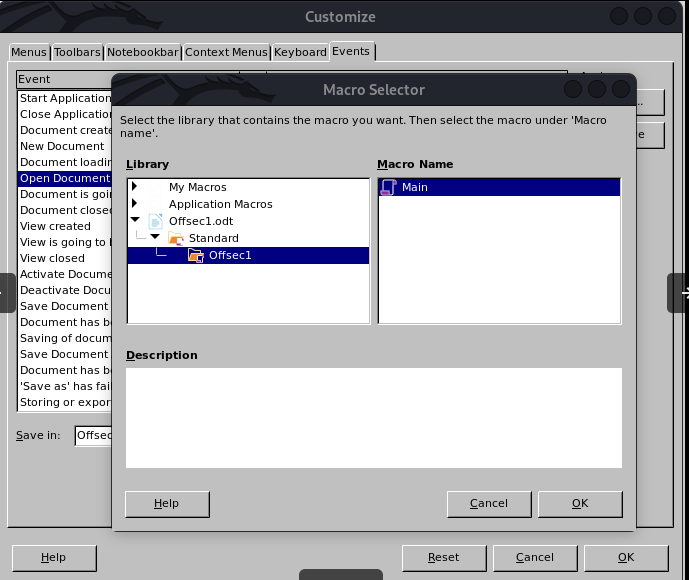 Customize
Menus Toolbars Notebookbar Context Menus Keyboard Events
Event
Start Application
Close Applicatio
Document create
New Document
Document loadin
Open Document
Document is goi
Document closed
View created
View is going to
View closed
Activate Docume
Deactivate Docu
Save Document
Document has b
Saving of docum
Save Document
Document has b
'Save as' has fai
Storing or expor
Save in: Offsec
Macro Selector
Select the library that contains the macro you want. Then select the macro under 'Macro
name'.
Library
My Macros
Application Macros
Offsec1.odt
Standard
Offsec1
Macro Name
Main
Description
Help Cancel OK
Help Reset Cancel OK